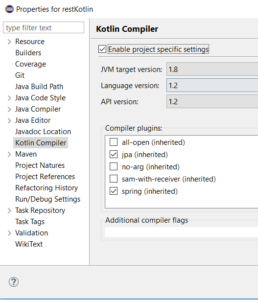 Properties for restKotlin
type filter text
Resource
Builders
Coverage
Git
Java Build Path
Java Code Style
Java Compiler
Java Editor
Javadoc Location
Kotlin Compiler
Maven
Project Natures
Project References
Refactoring History
Run/Debug Settings
Task Repository
Task Tags
Validation
WikiText
Kotlin Compiler
Enable project specific settings
JVM target version: 1.8
Language version: 1.2
API version: 1.2
Compiler plugins:
all-open (inherited)
jpa (inherited)
no-arg (inherited)
sam-with-receiver (inherited)
spring (inherited)
Additional compiler flags